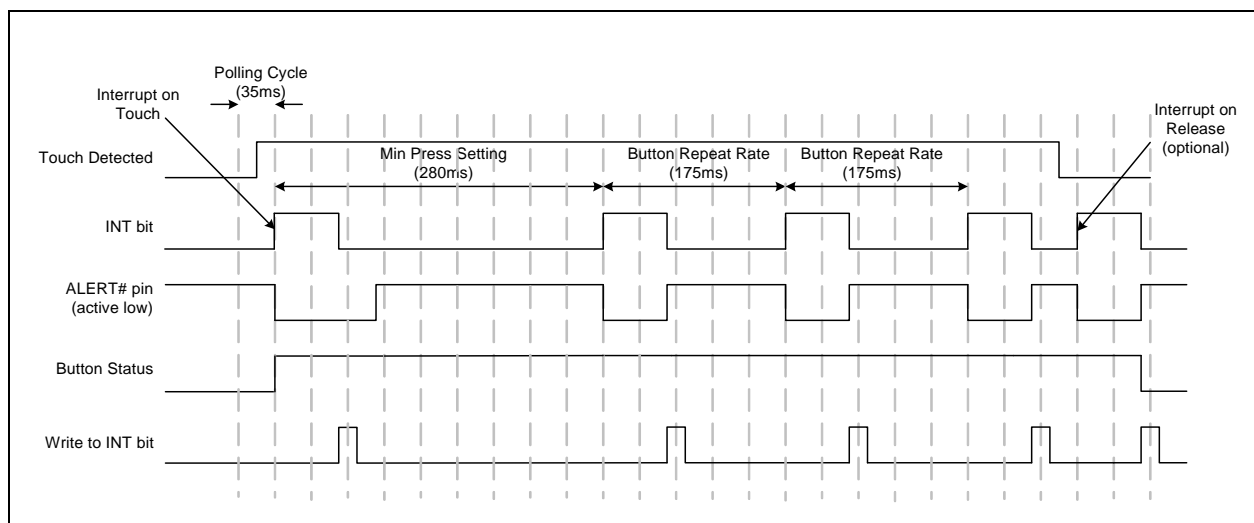 Polling Cycle
(35ms)
Interrupt on
Touch
Interrupt on
Release
(optional)
Touch Detected
Min Press Setting
(280ms)
Button Repeat Rate
(175ms)
Button Repeat Rate
(175ms)
INT bit
ALERT# pin
(active low)
Button Status
Write to INT bit